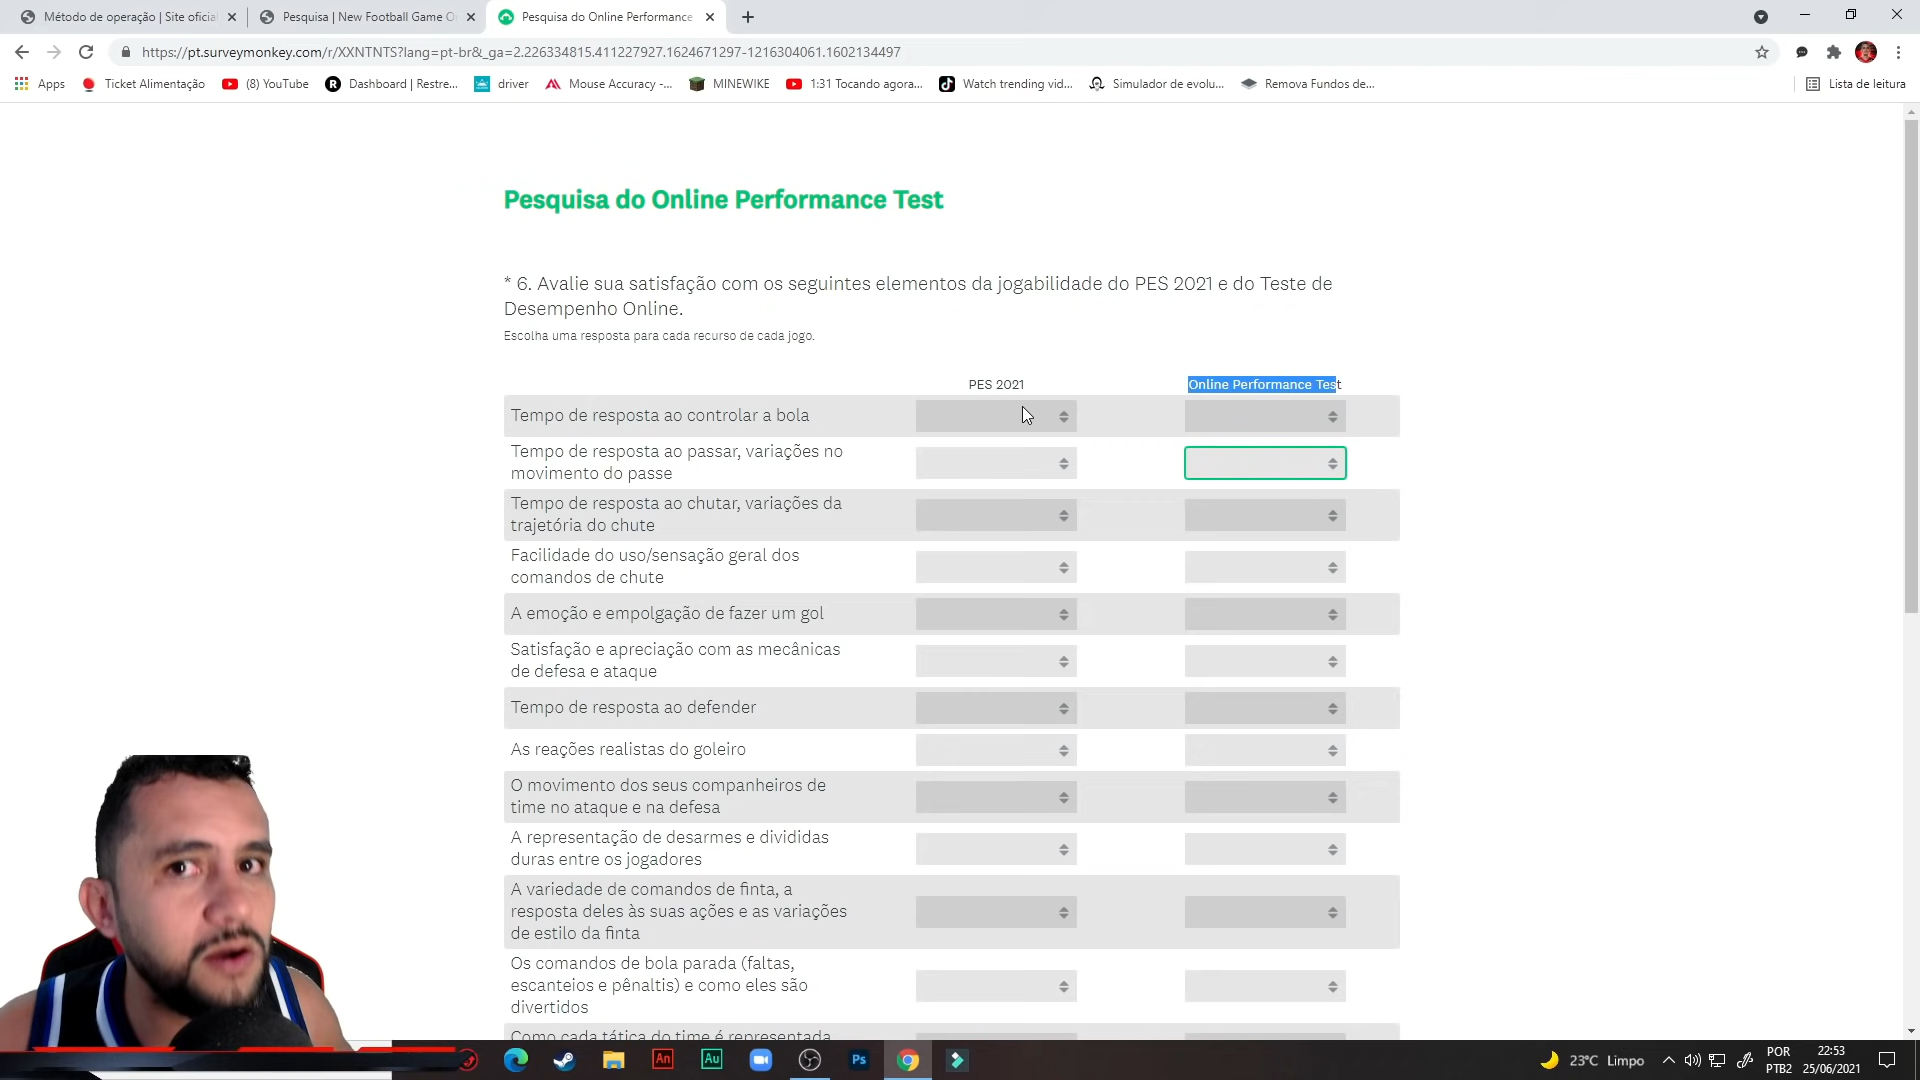 Método de operação | Site oficia
Pesquisa | New Football Game O
Pesquisa do Online Performance
https://pt.surveymonkey.com/r/XXNTNTS?lang=pt-br&_ga=2.226334815.411227927.1624671297-1216304061.1602134497
Apps
Ticket Alimentação
(8) YouTube
Dashboard | Restre...
driver
Mouse Accuracy -...
MINEWIKE
1:31 Tocando agora...
Watch trending vid...
Simulador de evolu...
Remova Fundos de...
Lista de leitura
Pesquisa do Online Performance Test
* 6. Avalie sua satisfação com os seguintes elementos da jogabilidade do PES 2021 e do Teste de
Desempenho Online.
Escolha uma resposta para cada recurso de cada jogo.
PES 2021
Online Performance Test
Tempo de resposta ao controlar a bola
Tempo de resposta ao passar, variações no
movimento do passe
Tempo de resposta ao chutar, variações da
trajetória do chute
Facilidade do uso/sensação geral dos
comandos de chute
A emoção e empolgação de fazer um gol
Satisfação e apreciação com as mecânicas
de defesa e ataque
Tempo de resposta ao defender
As reações realistas do goleiro
O movimento dos seus companheiros de
time no ataque e na defesa
A representação de desarmes e divididas
duras entre os jogadores
A variedade de comandos de finta, a
resposta deles às suas ações e as variações
de estilo da finta
Os comandos de bola parada (faltas,
escanteios e pênaltis) e como eles são
divertidos
Como cada tática do time é representada
An
Au
Ps
23°C Limpo
POR
PTB2
22:53
25/06/2021